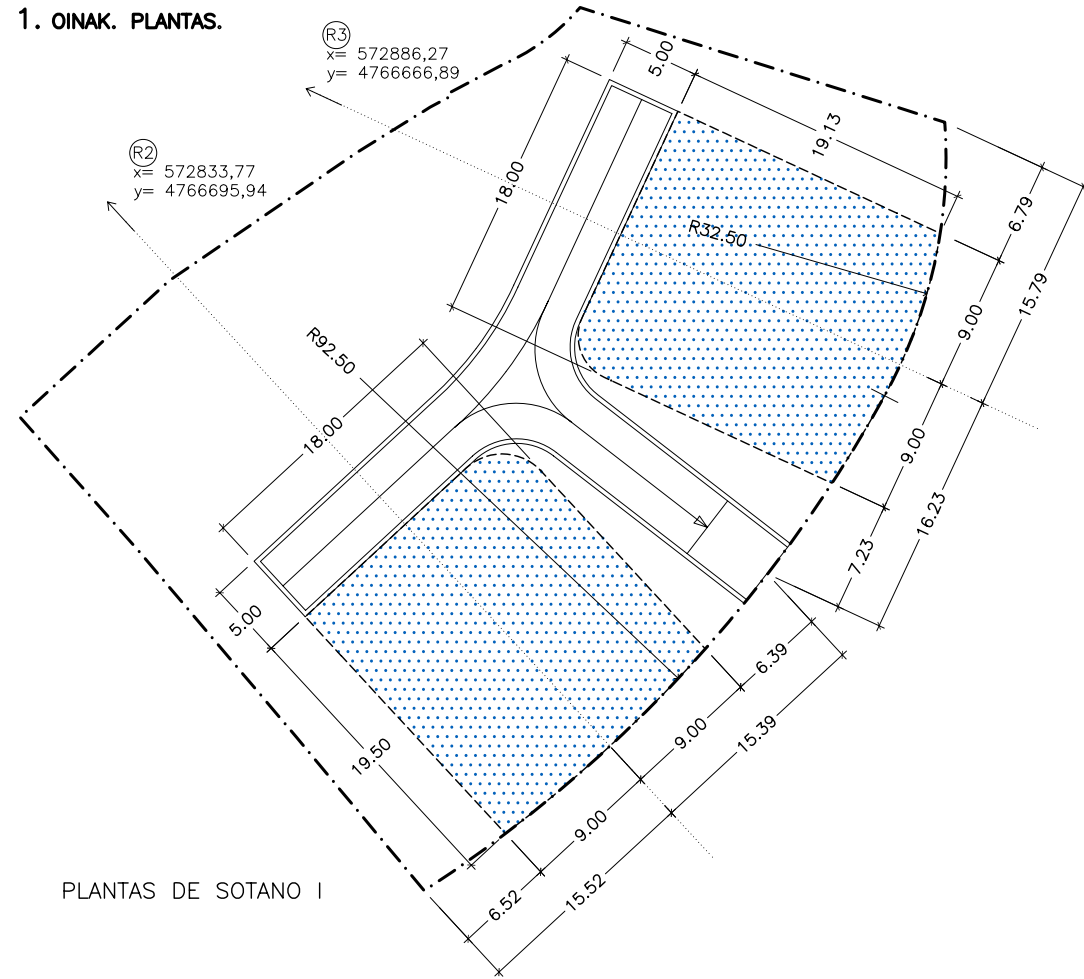 1. OINAK. PLANTAS.
R3
x= 572886,27
y= 4766666,89
R2
x= 572833,77
y= 4766695,94
5.00
19.13
18.00
R32.50
6.79
15.79
9.00
9.00
16.23
7.23
R92.50
18.00
5.00
19.50
6.39
15.39
9.00
9.00
15.52
6.52
PLANTAS DE SOTANO I